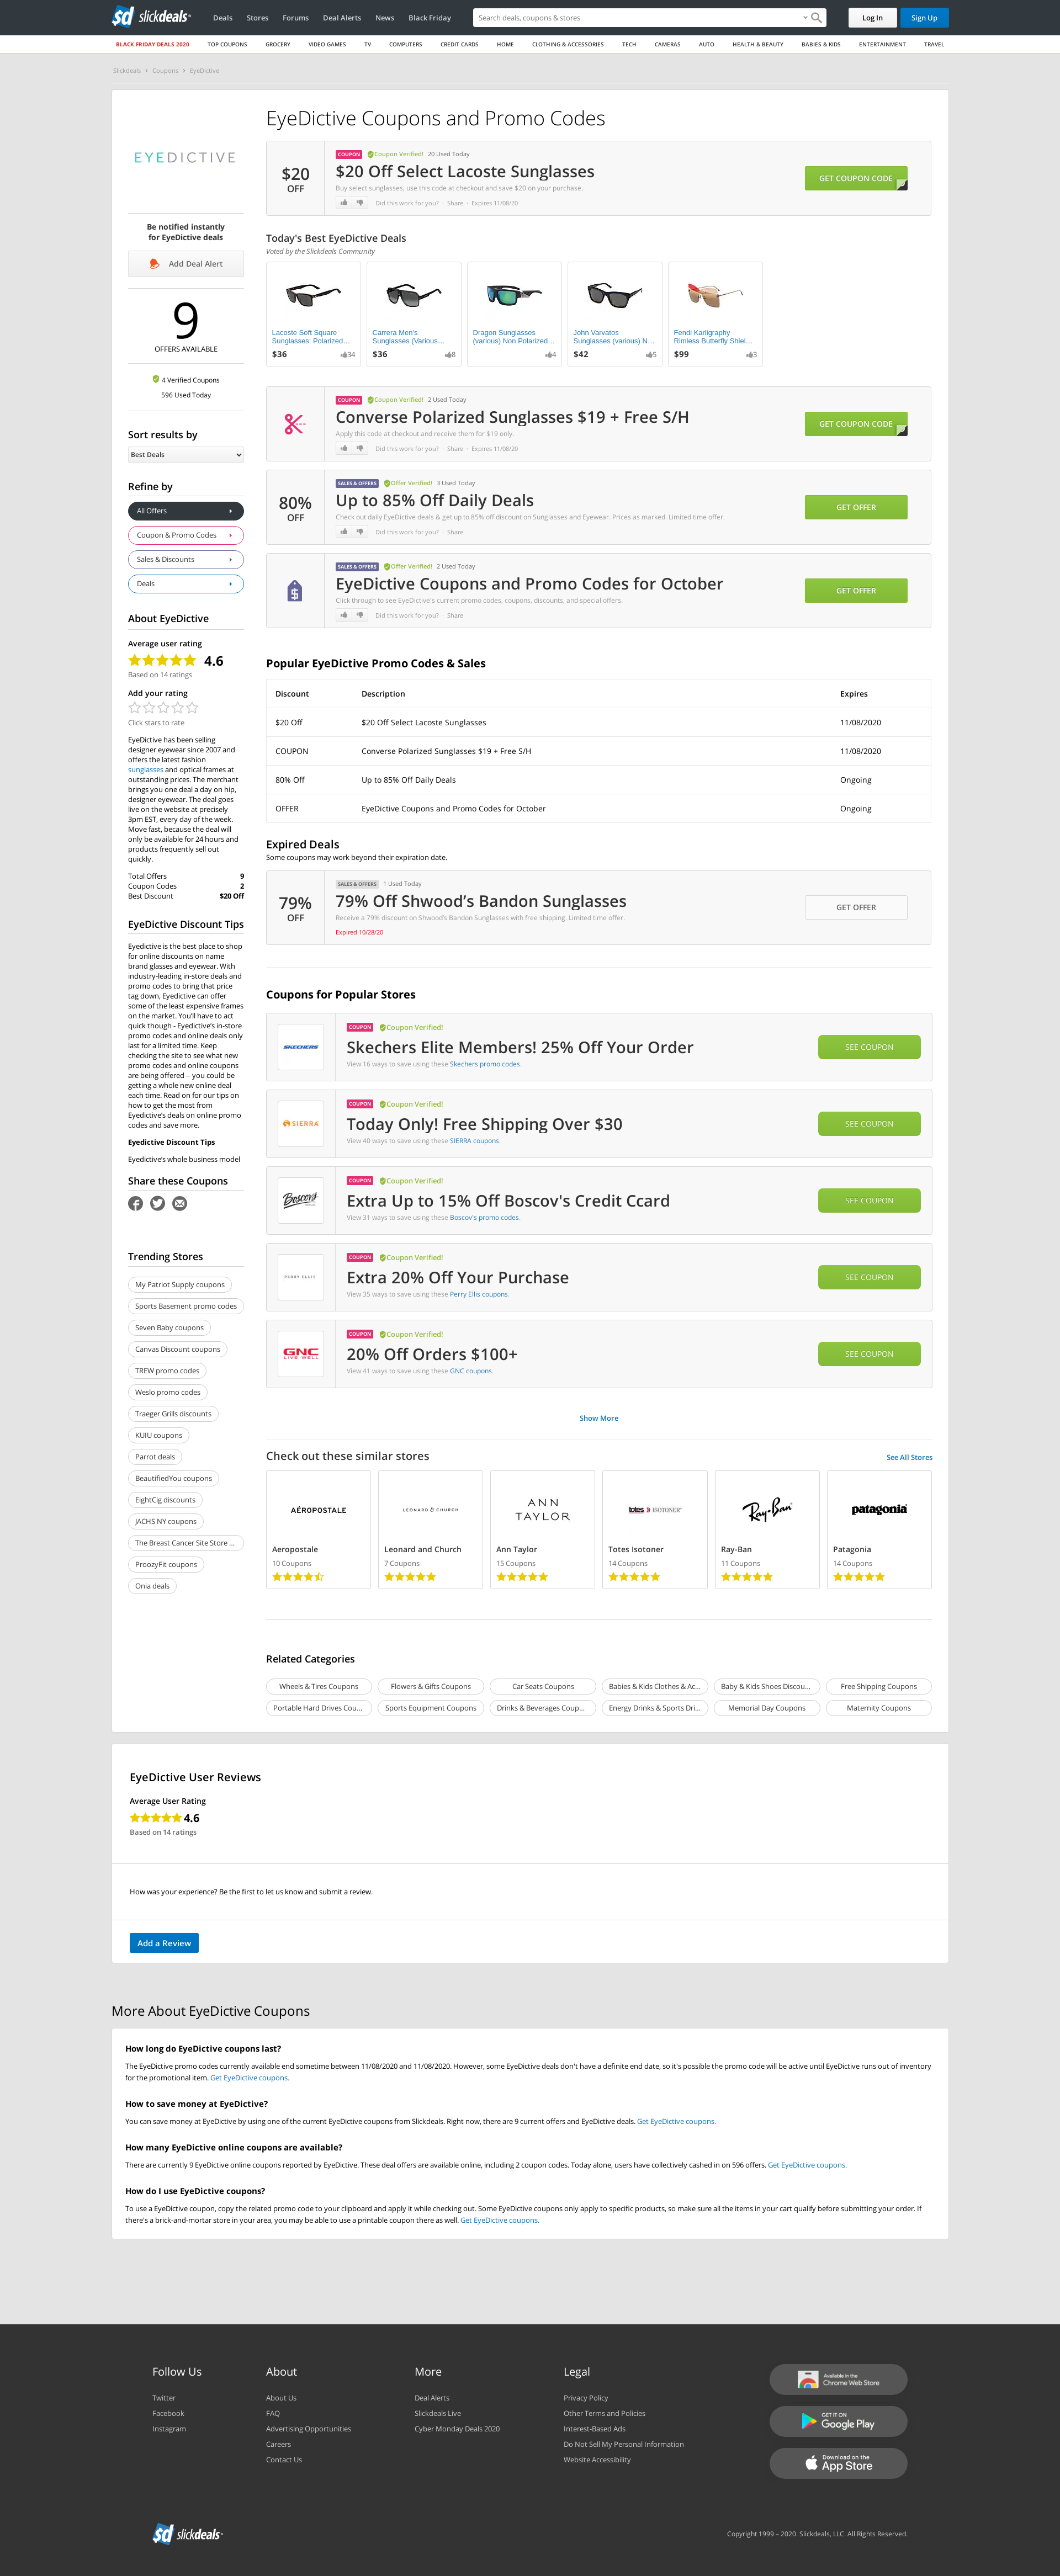 sd slickdeals
Deals
Stores
Forums
Deal Alerts
News
Black Friday
Search deals, coupons & stores
Log In
Sign Up
BLACK FRIDAY DEALS 2020
TOP COUPONS
GROCERY
VIDEO GAMES
TV
COMPUTERS
CREDIT CARDS
HOME
CLOTHING & ACCESSORIES
TECH
CAMERAS
AUTO
HEALTH & BEAUTY
BABIES & KIDS
ENTERTAINMENT
TRAVEL
Slickdeals › Coupons › EyeDictive
EYEDICTIVE
Be notified instantly
for EyeDictive deals
Add Deal Alert
9
OFFERS AVAILABLE
4 Verified Coupons
596 Used Today
Sort results by
Best Deals
Refine by
All Offers
Coupon & Promo Codes
Sales & Discounts
Deals
About EyeDictive
Average user rating
4.6
Based on 14 ratings
Add your rating
Click stars to rate
EyeDictive has been selling
designer eyewear since 2007 and
offers the latest fashion
sunglasses and optical frames at
outstanding prices. The merchant
brings you one deal a day on hip,
designer eyewear. The deal goes
live on the website at precisely
3pm EST, every day of the week.
Move fast, because the deal will
only be available for 24 hours and
products frequently sell out
quickly.
Total Offers 9
Coupon Codes 2
Best Discount $20 Off
EyeDictive Discount Tips
Eyedictive is the best place to shop
for online discounts on name
brand glasses and eyewear. With
industry-leading in-store deals and
promo codes to bring that price
tag down, Eyedictive can offer
some of the least expensive frames
on the market. You'll have to act
quick though - Eyedictive's in-store
promo codes and online deals only
last for a limited time. Keep
checking the site to see what new
promo codes and online coupons
are being offered -- you could be
getting a whole new online deal
each time. Read on for our tips on
how to get the most from
Eyedictive's deals on online promo
codes and save more.
Eyedictive Discount Tips
Eyedictive's whole business model
Share these Coupons
Trending Stores
My Patriot Supply coupons
Sports Basement promo codes
Seven Baby coupons
Canvas Discount coupons
TREW promo codes
Weslo promo codes
Traeger Grills discounts
KUIU coupons
Parrot deals
BeautifiedYou coupons
EightCig discounts
JACHS NY coupons
The Breast Cancer Site Store ...
ProozyFit coupons
Onia deals
EyeDictive Coupons and Promo Codes
$20
OFF
COUPON Coupon Verified! 20 Used Today
$20 Off Select Lacoste Sunglasses
Buy select sunglasses, use this code at checkout and save $20 on your purchase.
Did this work for you? · Share · Expires 11/08/20
GET COUPON CODE
Today's Best EyeDictive Deals
Voted by the Slickdeals Community
Lacoste Soft Square
Sunglasses: Polarized...
$36 34
Carrera Men's
Sunglasses (Various...
$36 8
Dragon Sunglasses
(various) Non Polarized...
4
John Varvatos
Sunglasses (various) N...
$42 5
Fendi Karligraphy
Rimless Butterfly Shiel...
$99 3
COUPON Coupon Verified! 2 Used Today
Converse Polarized Sunglasses $19 + Free S/H
Apply this code at checkout and receive them for $19 only.
Did this work for you? · Share · Expires 11/08/20
GET COUPON CODE
80%
OFF
SALES & OFFERS Offer Verified! 3 Used Today
Up to 85% Off Daily Deals
Check out daily EyeDictive deals & get up to 85% off discount on Sunglasses and Eyewear. Prices as marked. Limited time offer.
Did this work for you? · Share
GET OFFER
SALES & OFFERS Offer Verified! 2 Used Today
EyeDictive Coupons and Promo Codes for October
Click through to see EyeDictive's current promo codes, coupons, discounts, and special offers.
Did this work for you? · Share
GET OFFER
Popular EyeDictive Promo Codes & Sales
Discount Description Expires
$20 Off $20 Off Select Lacoste Sunglasses 11/08/2020
COUPON Converse Polarized Sunglasses $19 + Free S/H 11/08/2020
80% Off Up to 85% Off Daily Deals Ongoing
OFFER EyeDictive Coupons and Promo Codes for October Ongoing
Expired Deals
Some coupons may work beyond their expiration date.
79%
OFF
SALES & OFFERS 1 Used Today
79% Off Shwood's Bandon Sunglasses
Receive a 79% discount on Shwood's Bandon Sunglasses with free shipping. Limited time offer.
Expired 10/28/20
GET OFFER
Coupons for Popular Stores
SKECHERS
COUPON Coupon Verified!
Skechers Elite Members! 25% Off Your Order
View 16 ways to save using these Skechers promo codes.
SEE COUPON
SIERRA
COUPON Coupon Verified!
Today Only! Free Shipping Over $30
View 40 ways to save using these SIERRA coupons.
SEE COUPON
Boscov's
COUPON Coupon Verified!
Extra Up to 15% Off Boscov's Credit Ccard
View 31 ways to save using these Boscov's promo codes.
SEE COUPON
PERRY ELLIS
COUPON Coupon Verified!
Extra 20% Off Your Purchase
View 35 ways to save using these Perry Ellis coupons.
SEE COUPON
GNC
LIVE WELL
COUPON Coupon Verified!
20% Off Orders $100+
View 41 ways to save using these GNC coupons.
SEE COUPON
Show More
Check out these similar stores
See All Stores
AÉROPOSTALE
Aeropostale
10 Coupons
LEONARD & CHURCH
Leonard and Church
7 Coupons
ANN
TAYLOR
Ann Taylor
15 Coupons
totes ISOTONER
Totes Isotoner
14 Coupons
Ray-Ban
Ray-Ban
11 Coupons
patagonia
Patagonia
14 Coupons
Related Categories
Wheels & Tires Coupons
Flowers & Gifts Coupons
Car Seats Coupons
Babies & Kids Clothes & Ac...
Baby & Kids Shoes Discou...
Free Shipping Coupons
Portable Hard Drives Cou...
Sports Equipment Coupons
Drinks & Beverages Coup...
Energy Drinks & Sports Dri...
Memorial Day Coupons
Maternity Coupons
EyeDictive User Reviews
Average User Rating
4.6
Based on 14 ratings
How was your experience? Be the first to let us know and submit a review.
Add a Review
More About EyeDictive Coupons
How long do EyeDictive coupons last?
The EyeDictive promo codes currently available end sometime between 11/08/2020 and 11/08/2020. However, some EyeDictive deals don't have a definite end date, so it's possible the promo code will be active until EyeDictive runs out of inventory
for the promotional item. Get EyeDictive coupons.
How to save money at EyeDictive?
You can save money at EyeDictive by using one of the current EyeDictive coupons from Slickdeals. Right now, there are 9 current offers and EyeDictive deals. Get EyeDictive coupons.
How many EyeDictive online coupons are available?
There are currently 9 EyeDictive online coupons reported by EyeDictive. These deal offers are available online, including 2 coupon codes. Today alone, users have collectively cashed in on 596 offers. Get EyeDictive coupons.
How do I use EyeDictive coupons?
To use a EyeDictive coupon, copy the related promo code to your clipboard and apply it while checking out. Some EyeDictive coupons only apply to specific products, so make sure all the items in your cart qualify before submitting your order. If
there's a brick-and-mortar store in your area, you may be able to use a printable coupon there as well. Get EyeDictive coupons.
Follow Us
Twitter
Facebook
Instagram
About
About Us
FAQ
Advertising Opportunities
Careers
Contact Us
More
Deal Alerts
Slickdeals Live
Cyber Monday Deals 2020
Legal
Privacy Policy
Other Terms and Policies
Interest-Based Ads
Do Not Sell My Personal Information
Website Accessibility
Available in the
Chrome Web Store
GET IT ON
Google Play
Download on the
App Store
sd slickdeals
Copyright 1999 – 2020. Slickdeals, LLC. All Rights Reserved.